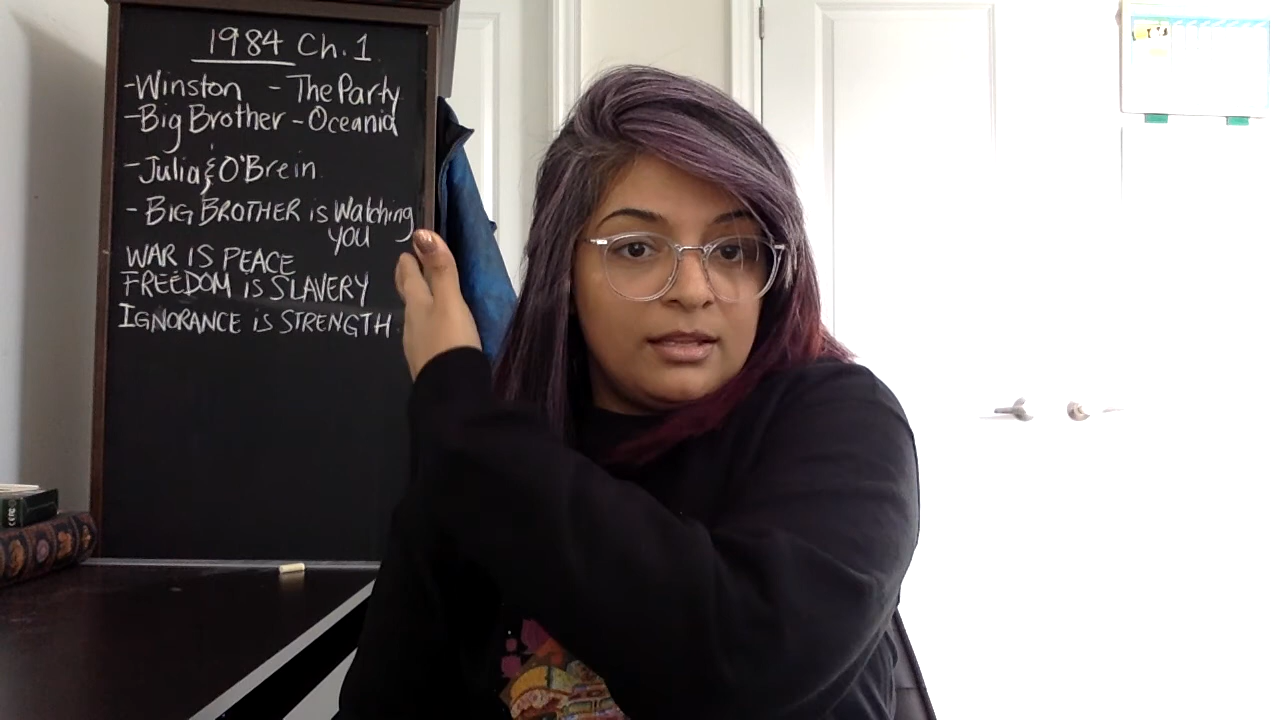 1984 Ch. 1
-Winston - The Party
-Big Brother - Oceania
-Julia & O'Brein
- BIG BROTHER is Watching
you
WAR IS PEACE
FREEDOM is SLAVERY
IGNORANCE is STRENGTH